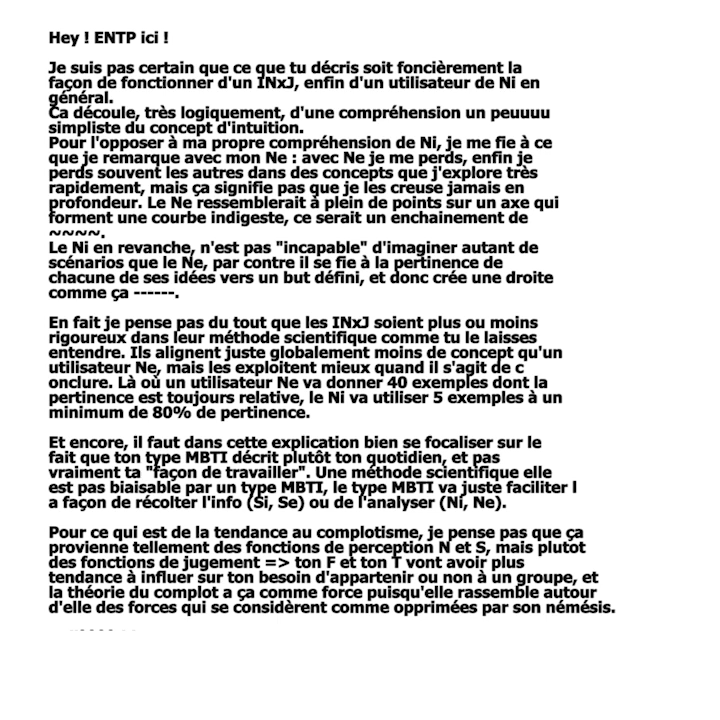 Hey ! ENTP ici !
Je suis pas certain que ce que tu décris soit foncièrement la
façon de fonctionner d'un INxJ, enfin d'un utilisateur de Ni en
général.
Ca découle, très logiquement, d'une compréhension un peuuuu
simpliste du concept d'intuition.
Pour l'opposer à ma propre compréhension de Ni, je me fie à ce
que je remarque avec mon Ne : avec Ne je me perds, enfin je
perds souvent les autres dans des concepts que j'explore très
rapidement, mais ça signifie pas que je les creuse jamais en
profondeur. Le Ne ressemblerait à plein de points sur un axe qui
forment une courbe indigeste, ce serait un enchainement de
~~~~.
Le Ni en revanche, n'est pas "incapable" d'imaginer autant de
scénarios que le Ne, par contre il se fie à la pertinence de
chacune de ses idées vers un but défini, et donc crée une droite
comme ça ------.
En fait je pense pas du tout que les INxJ soient plus ou moins
rigoureux dans leur méthode scientifique comme tu le laisses
entendre. Ils alignent juste globalement moins de concept qu'un
utilisateur Ne, mais les exploitent mieux quand il s'agit de c
onclure. Là où un utilisateur Ne va donner 40 exemples dont la
pertinence est toujours relative, le Ni va utiliser 5 exemples à un
minimum de 80% de pertinence.
Et encore, il faut dans cette explication bien se focaliser sur le
fait que ton type MBTI décrit plutôt ton quotidien, et pas
vraiment ta "façon de travailler". Une méthode scientifique elle
est pas biaisable par un type MBTI, le type MBTI va juste faciliter l
a façon de récolter l'info (Si, Se) ou de l'analyser (Ni, Ne).
Pour ce qui est de la tendance au complotisme, je pense pas que ça
provienne tellement des fonctions de perception N et S, mais plutot
des fonctions de jugement => ton F et ton T vont avoir plus
tendance à influer sur ton besoin d'appartenir ou non à un groupe, et
la théorie du complot a ça comme force puisqu'elle rassemble autour
d'elle des forces qui se considèrent comme opprimées par son némésis.